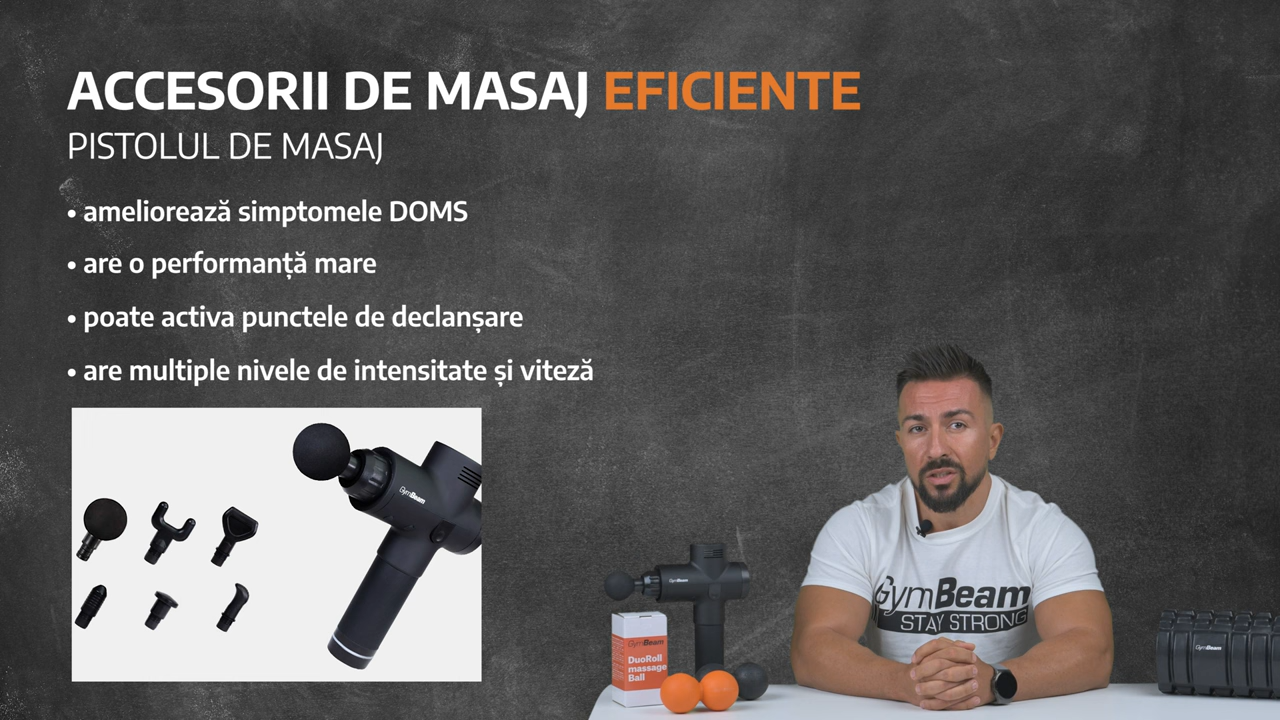 ACCESORII DE MASAJ EFICIENTE
PISTOLUL DE MASAJ
• ameliorează simptomele DOMS
• are o performanță mare
• poate activa punctele de declanșare
• are multiple nivele de intensitate și viteză
GymBeam
GymBeam
GymBeam
DuoRoll
massage
Ball
GymBeam
STAY STRONG
GymBeam